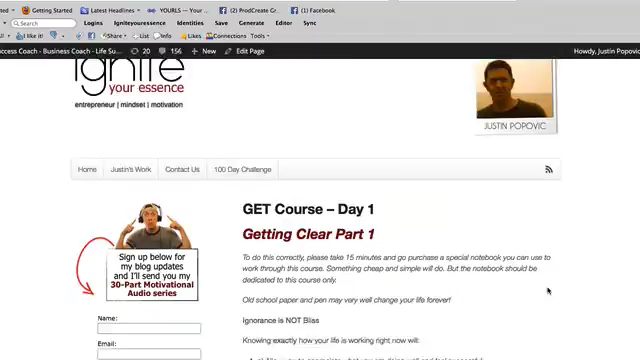 Getting Started
Latest Headlines
YOURLS — Your...
ProdCreate Gr...
Facebook
Search
Logins
Igniteyouressence
Status
Save
Generator
Editor
Sync
I like it!
Share
Info
Likes
Connections
Tools
uccess Coach - Business Coach - Life Su...
20
156
New
Edit Page
Howdy, Justin Popovic
ignite
your essence
entrepreneur | mindset | motivation
JUSTIN POPOVIC
Home
Justin's Work
Contact Us
100 Day Challenge
Sign up below for
my blog updates
and I'll send you my
30-Part Motivational
Audio series
Name:
Email:
GET Course – Day 1
Getting Clear Part 1
To do this correctly, please take 15 minutes and go purchase a special notebook you can use to
work through this course. Something cheap and simple will do. But the notebook should be
dedicated to this course only.
Old school paper and pen may very well change your life forever!
Ignorance is NOT Bliss
Knowing exactly how your life is working right now will: